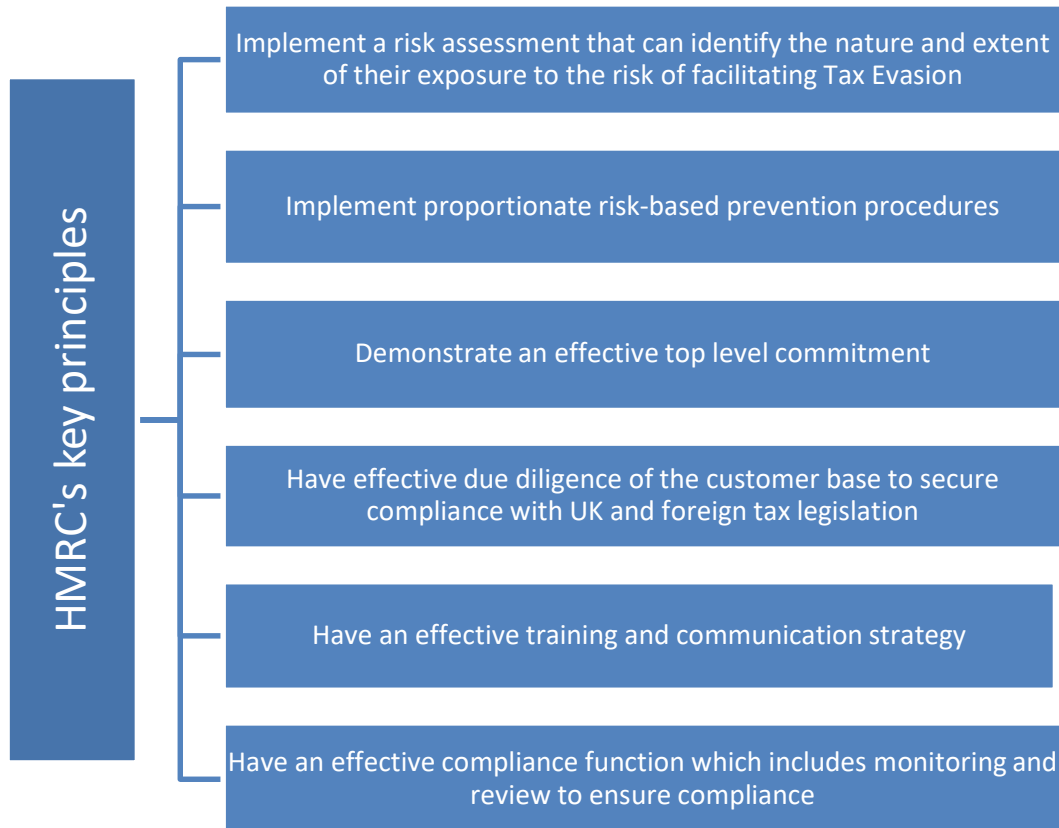 HMRC's key principles
Implement a risk assessment that can identify the nature and extent
of their exposure to the risk of facilitating Tax Evasion
Implement proportionate risk-based prevention procedures
Demonstrate an effective top level commitment
Have effective due diligence of the customer base to secure
compliance with UK and foreign tax legislation
Have an effective training and communication strategy
Have an effective compliance function which includes monitoring and
review to ensure compliance